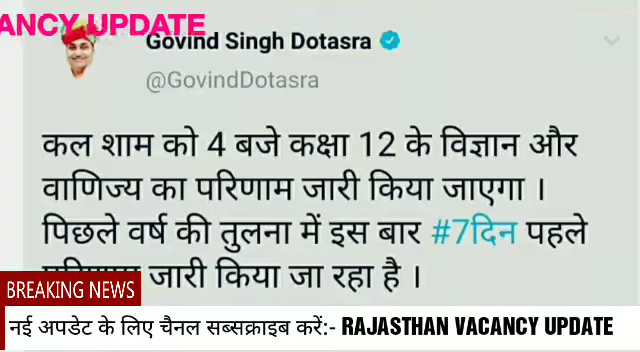 ANCY UPDATE
Govind Singh Dotasra
@GovindDotasra
कल शाम को 4 बजे कक्षा 12 के विज्ञान और
वाणिज्य का परिणाम जारी किया जाएगा ।
पिछले वर्ष की तुलना में इस बार #7दिन पहले
परिणाम जारी किया जा रहा है ।
BREAKING NEWS
नई अपडेट के लिए चैनल सब्सक्राइब करें:- RAJASTHAN VACANCY UPDATE